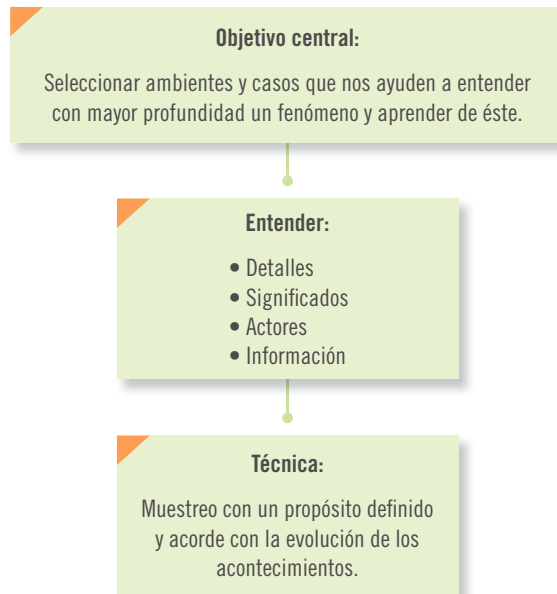 Objetivo central:
Seleccionar ambientes y casos que nos ayuden a entender
con mayor profundidad un fenómeno y aprender de éste.
Entender:
• Detalles
• Significados
• Actores
• Información
Técnica:
Muestreo con un propósito definido
y acorde con la evolución de los
acontecimientos.